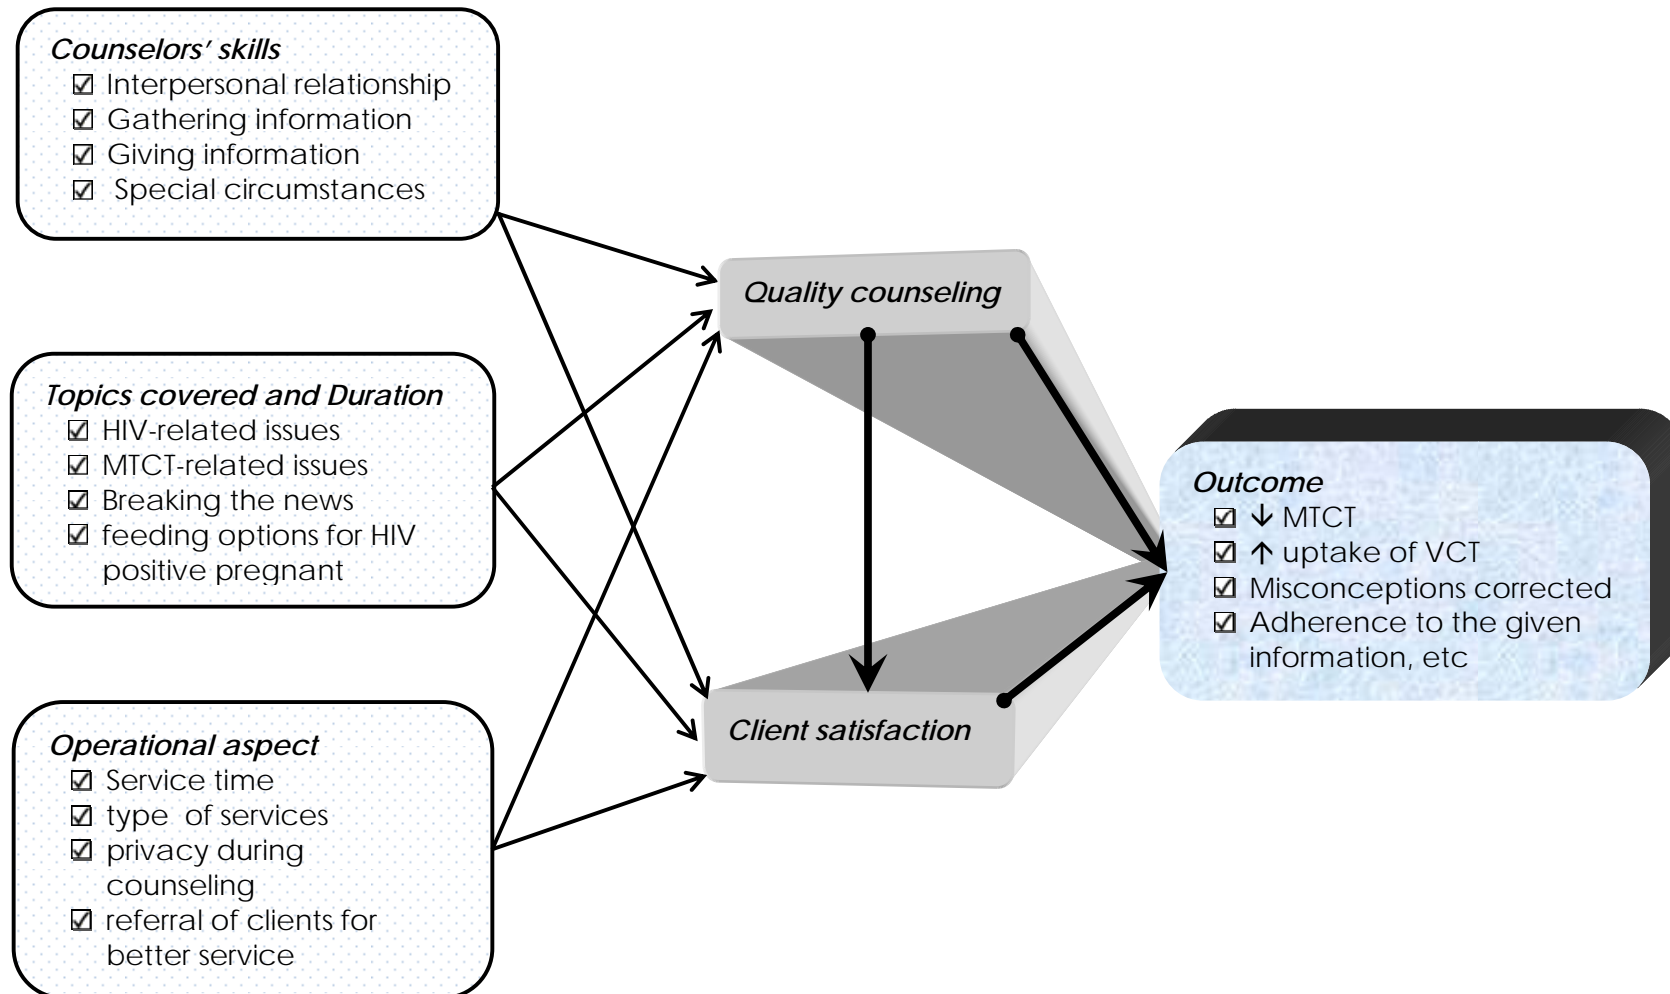 Counselors' skills
☑ Interpersonal relationship
☑ Gathering information
☑ Giving information
☑ Special circumstances
Topics covered and Duration
☑ HIV-related issues
☑ MTCT-related issues
☑ Breaking the news
☑ feeding options for HIV
positive pregnant
Operational aspect
☑ Service time
☑ type of services
☑ privacy during
counseling
☑ referral of clients for
better service
Quality counseling
Client satisfaction
Outcome
☑ ↓ MTCT
☑ ↑ uptake of VCT
☑ Misconceptions corrected
☑ Adherence to the given
information, etc